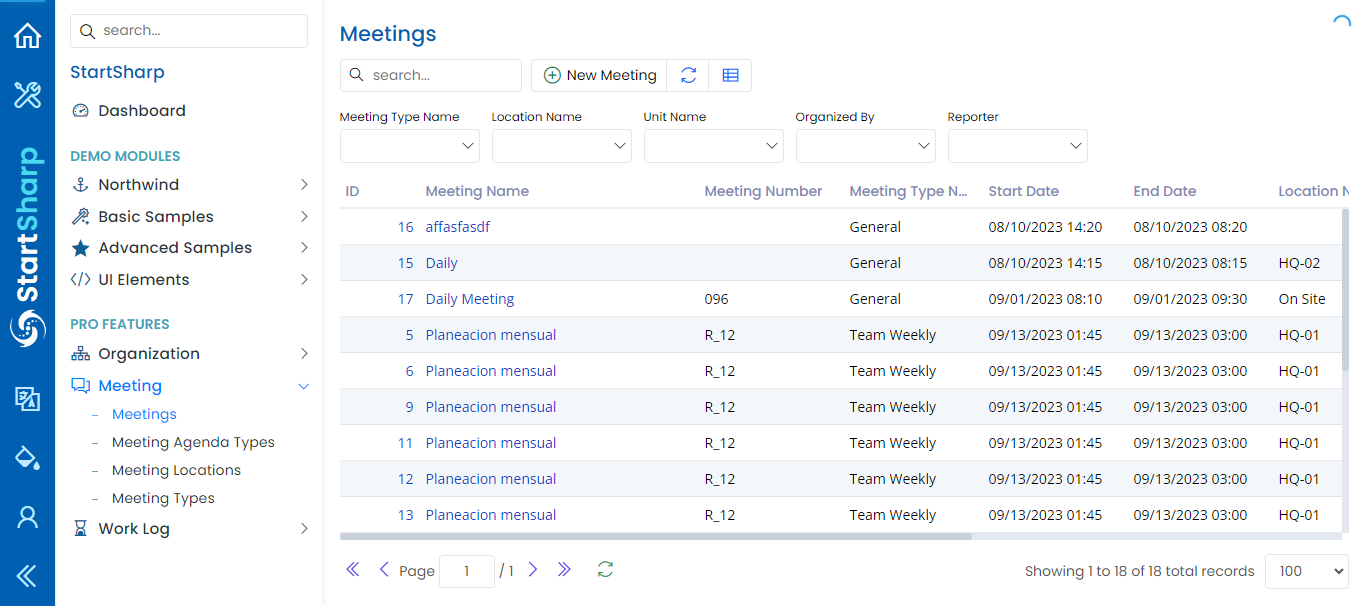 StartSharp
search...
StartSharp
Dashboard
DEMO MODULES
Northwind
Basic Samples
Advanced Samples
UI Elements
PRO FEATURES
Organization
Meeting
– Meetings
– Meeting Agenda Types
– Meeting Locations
– Meeting Types
Work Log
Meetings
search... New Meeting
Meeting Type Name Location Name Unit Name Organized By Reporter
ID Meeting Name Meeting Number Meeting Type N... Start Date End Date Location N
16 affasfasdf General 08/10/2023 14:20 08/10/2023 08:20
15 Daily General 08/10/2023 14:15 08/10/2023 08:15 HQ-02
17 Daily Meeting 096 General 09/01/2023 08:10 09/01/2023 09:30 On Site
5 Planeacion mensual R_12 Team Weekly 09/13/2023 01:45 09/13/2023 03:00 HQ-01
6 Planeacion mensual R_12 Team Weekly 09/13/2023 01:45 09/13/2023 03:00 HQ-01
9 Planeacion mensual R_12 Team Weekly 09/13/2023 01:45 09/13/2023 03:00 HQ-01
11 Planeacion mensual R_12 Team Weekly 09/13/2023 01:45 09/13/2023 03:00 HQ-01
12 Planeacion mensual R_12 Team Weekly 09/13/2023 01:45 09/13/2023 03:00 HQ-01
13 Planeacion mensual R_12 Team Weekly 09/13/2023 01:45 09/13/2023 03:00 HQ-01
Page 1 / 1 Showing 1 to 18 of 18 total records 100